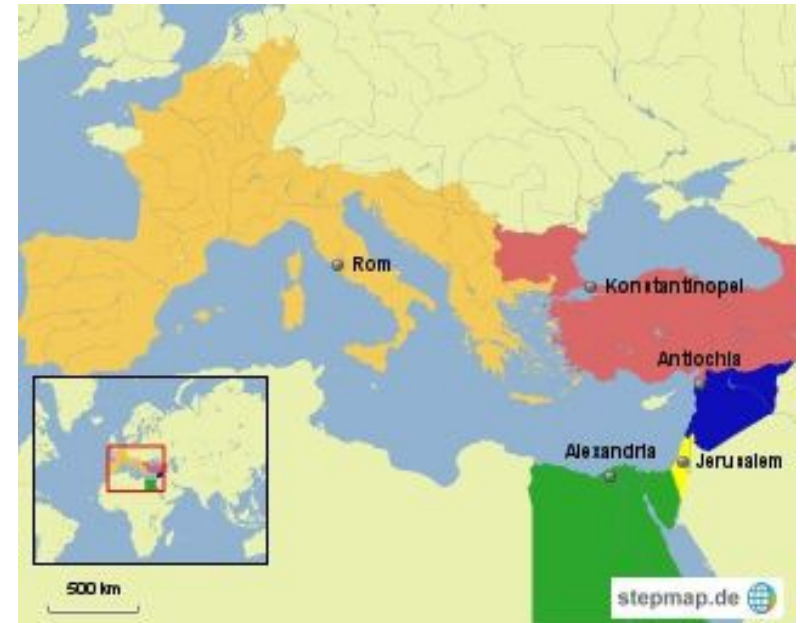 Rom
Konstantinopel
Antiochia
Alexandria
Jerusalem
500 km
stepmap.de